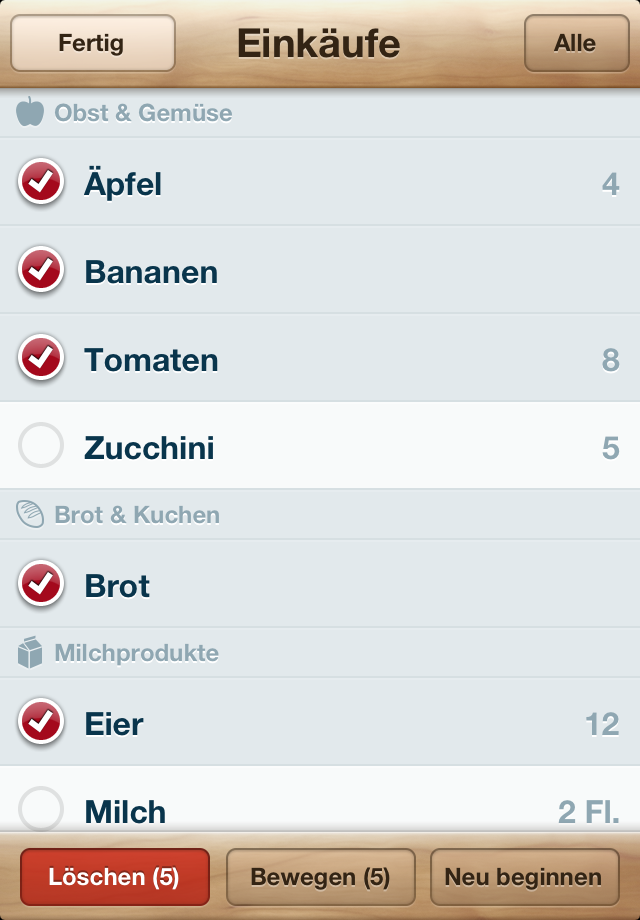 Fertig
Einkäufe
Alle
Obst & Gemüse
Äpfel 4
Bananen
Tomaten 8
Zucchini 5
Brot & Kuchen
Brot
Milchprodukte
Eier 12
Milch 2 Fl.
Löschen (5)
Bewegen (5)
Neu beginnen